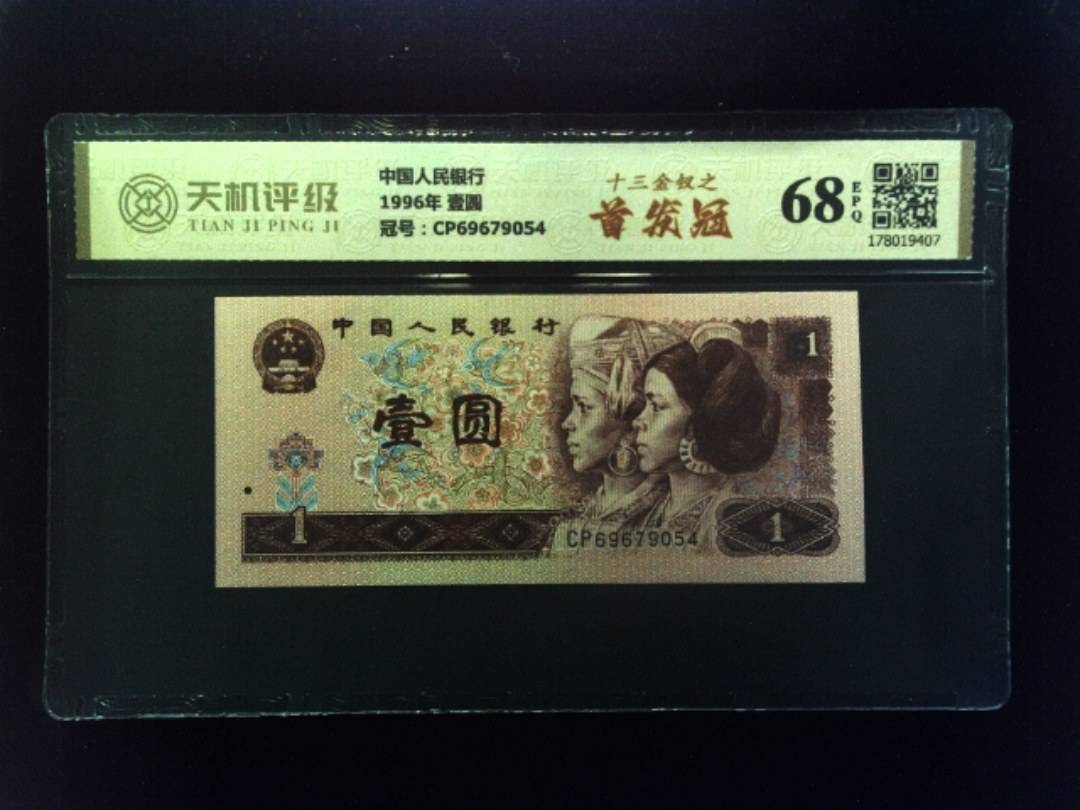 天机评级
TIAN JI PING JI
中国人民银行
1996年 壹圆
冠号：CP69679054
十三金钗之
首发冠
68
EPQ
178019407
中国人民银行
1
壹圆
1
CP69679054
1